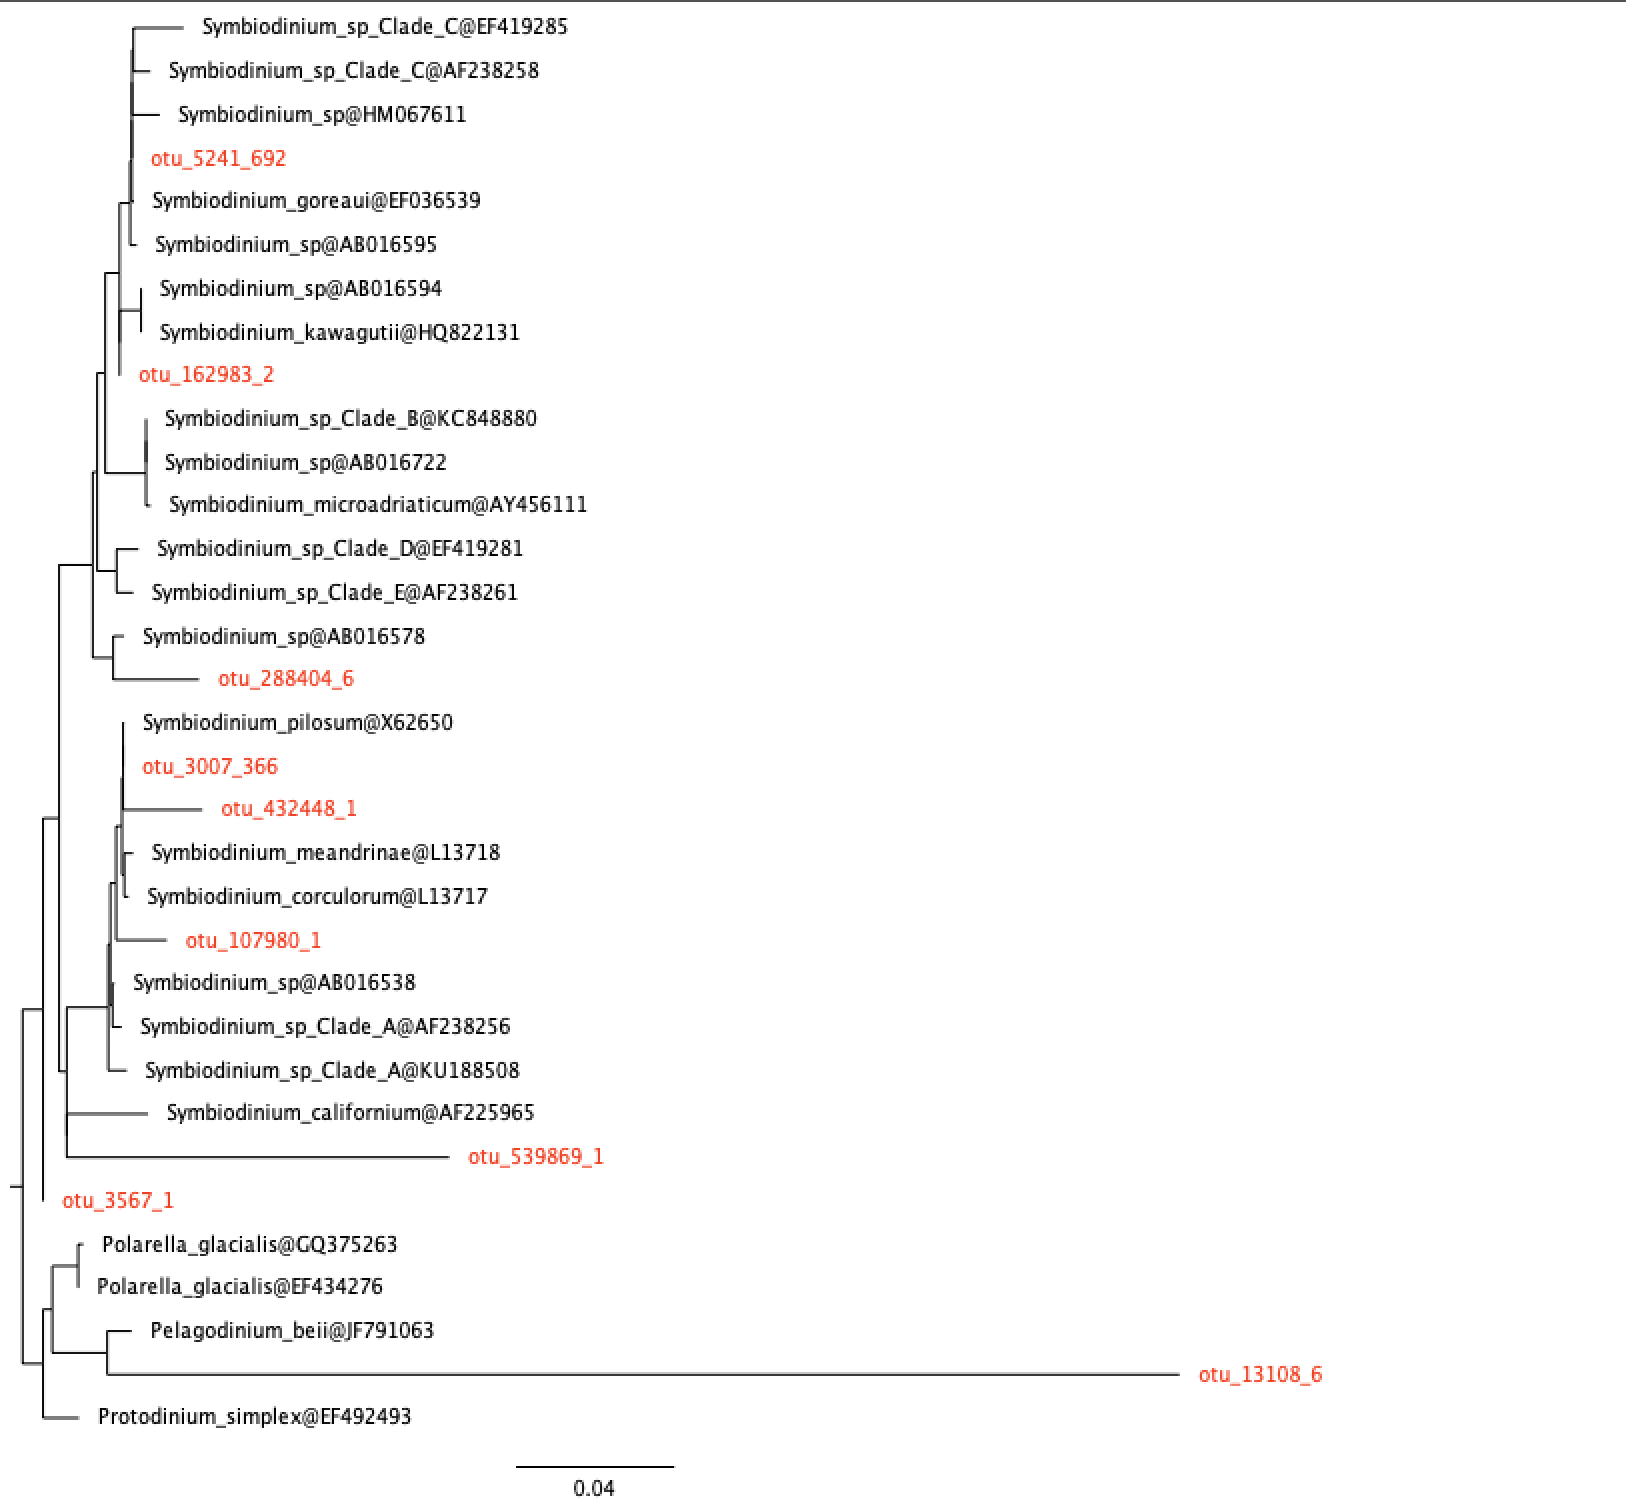 Symbiodinium_sp_Clade_C@EF419285
Symbiodinium_sp_Clade_C@AF238258
Symbiodinium_sp@HM067611
otu_5241_692
Symbiodinium_goreaui@EF036539
Symbiodinium_sp@AB016595
Symbiodinium_sp@AB016594
Symbiodinium_kawagutii@HQ822131
otu_162983_2
Symbiodinium_sp_Clade_B@KC848880
Symbiodinium_sp@AB016722
Symbiodinium_microadriaticum@AY456111
Symbiodinium_sp_Clade_D@EF419281
Symbiodinium_sp_Clade_E@AF238261
Symbiodinium_sp@AB016578
otu_288404_6
Symbiodinium_pilosum@X62650
otu_3007_366
otu_432448_1
Symbiodinium_meandrinae@L13718
Symbiodinium_corculorum@L13717
otu_107980_1
Symbiodinium_sp@AB016538
Symbiodinium_sp_Clade_A@AF238256
Symbiodinium_sp_Clade_A@KU188508
Symbiodinium_californium@AF225965
otu_539869_1
otu_3567_1
Polarella_glacialis@GQ375263
Polarella_glacialis@EF434276
Pelagodinium_beii@JF791063
otu_13108_6
Protodinium_simplex@EF492493
0.04